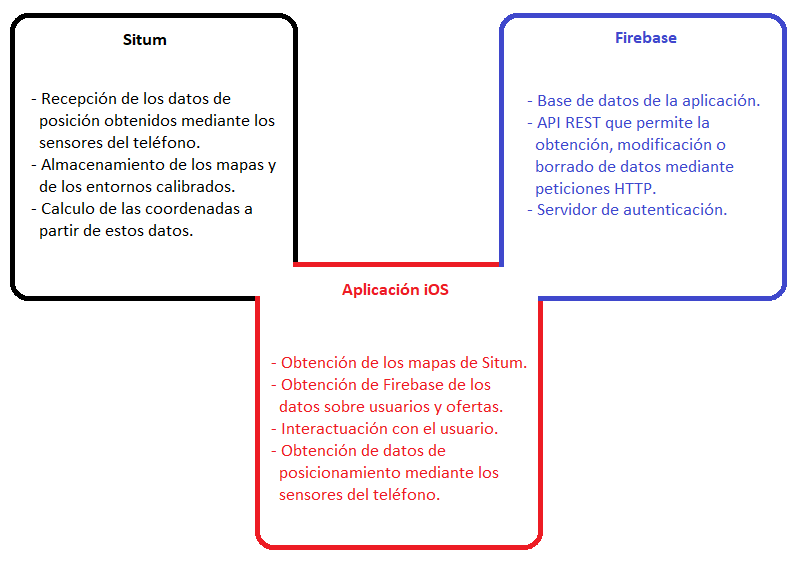 Situm
- Recepción de los datos de
posición obtenidos mediante los
sensores del teléfono.
- Almacenamiento de los mapas y
de los entornos calibrados.
- Calculo de las coordenadas a
partir de estos datos.
Firebase
- Base de datos de la aplicación.
- API REST que permite la
obtención, modificación o
borrado de datos mediante
peticiones HTTP.
- Servidor de autenticación.
Aplicación iOS
- Obtención de los mapas de Situm.
- Obtención de Firebase de los
datos sobre usuarios y ofertas.
- Interactuación con el usuario.
- Obtención de datos de
posicionamiento mediante los
sensores del teléfono.